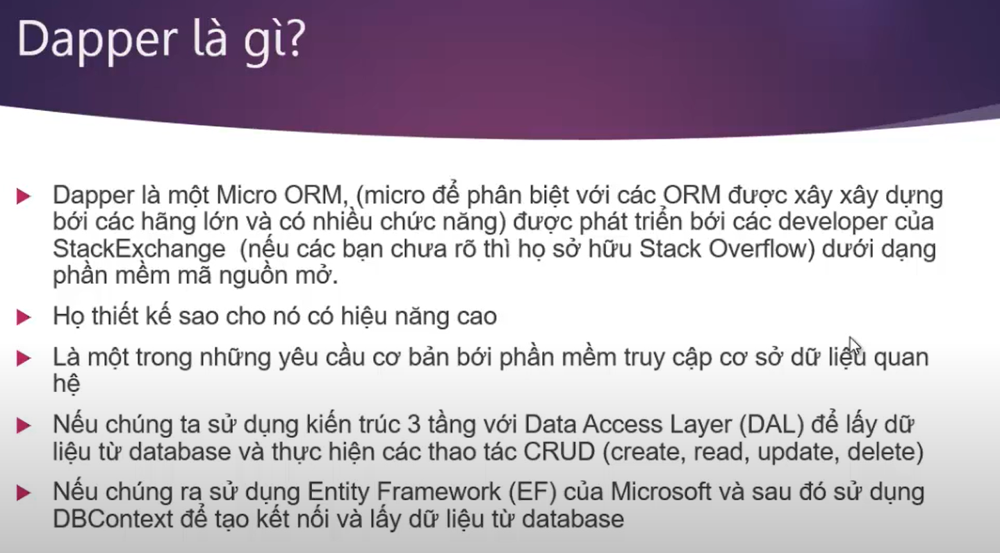 Dapper là gì?
Dapper là một Micro ORM, (micro để phân biệt với các ORM được xây xây dựng
bới các hãng lớn và có nhiều chức năng) được phát triển bới các developer của
StackExchange (nếu các bạn chưa rõ thì họ sở hữu Stack Overflow) dưới dạng
phần mềm mã nguồn mở.
Họ thiết kế sao cho nó có hiệu năng cao
Là một trong những yêu cầu cơ bản bới phần mềm truy cập cơ sở dữ liệu quan
hệ
Nếu chúng ta sử dụng kiến trúc 3 tầng với Data Access Layer (DAL) để lấy dữ
liệu từ database và thực hiện các thao tác CRUD (create, read, update, delete)
Nếu chúng ra sử dụng Entity Framework (EF) của Microsoft và sau đó sử dụng
DBContext để tạo kết nối và lấy dữ liệu từ database